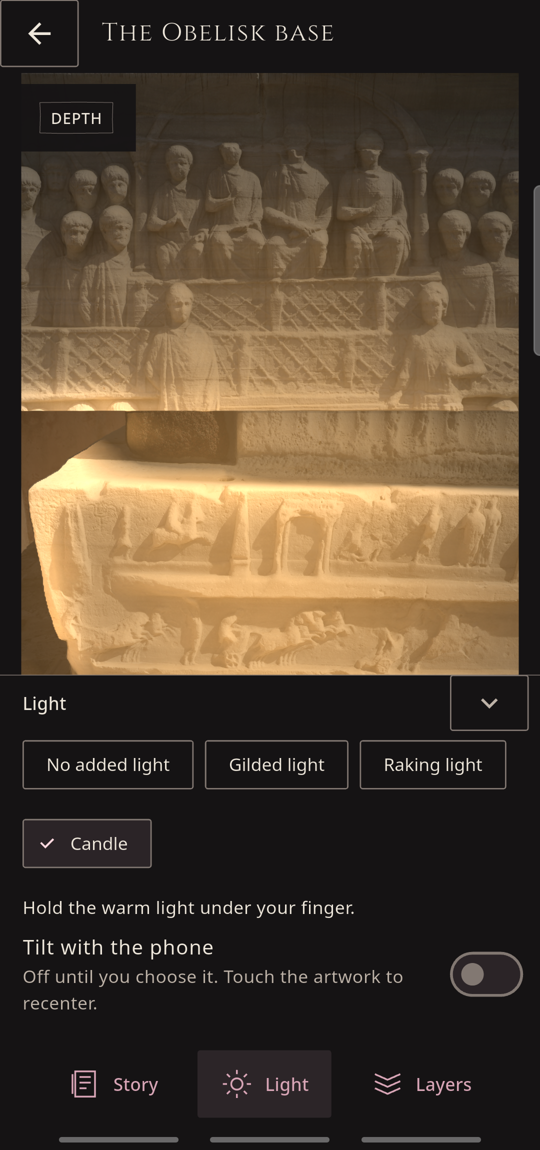 The Obelisk base
DEPTH
Light
No added light
Gilded light
Raking light
Candle
Hold the warm light under your finger.
Tilt with the phone
Off until you choose it. Touch the artwork to
recenter.
Story
Light
Layers